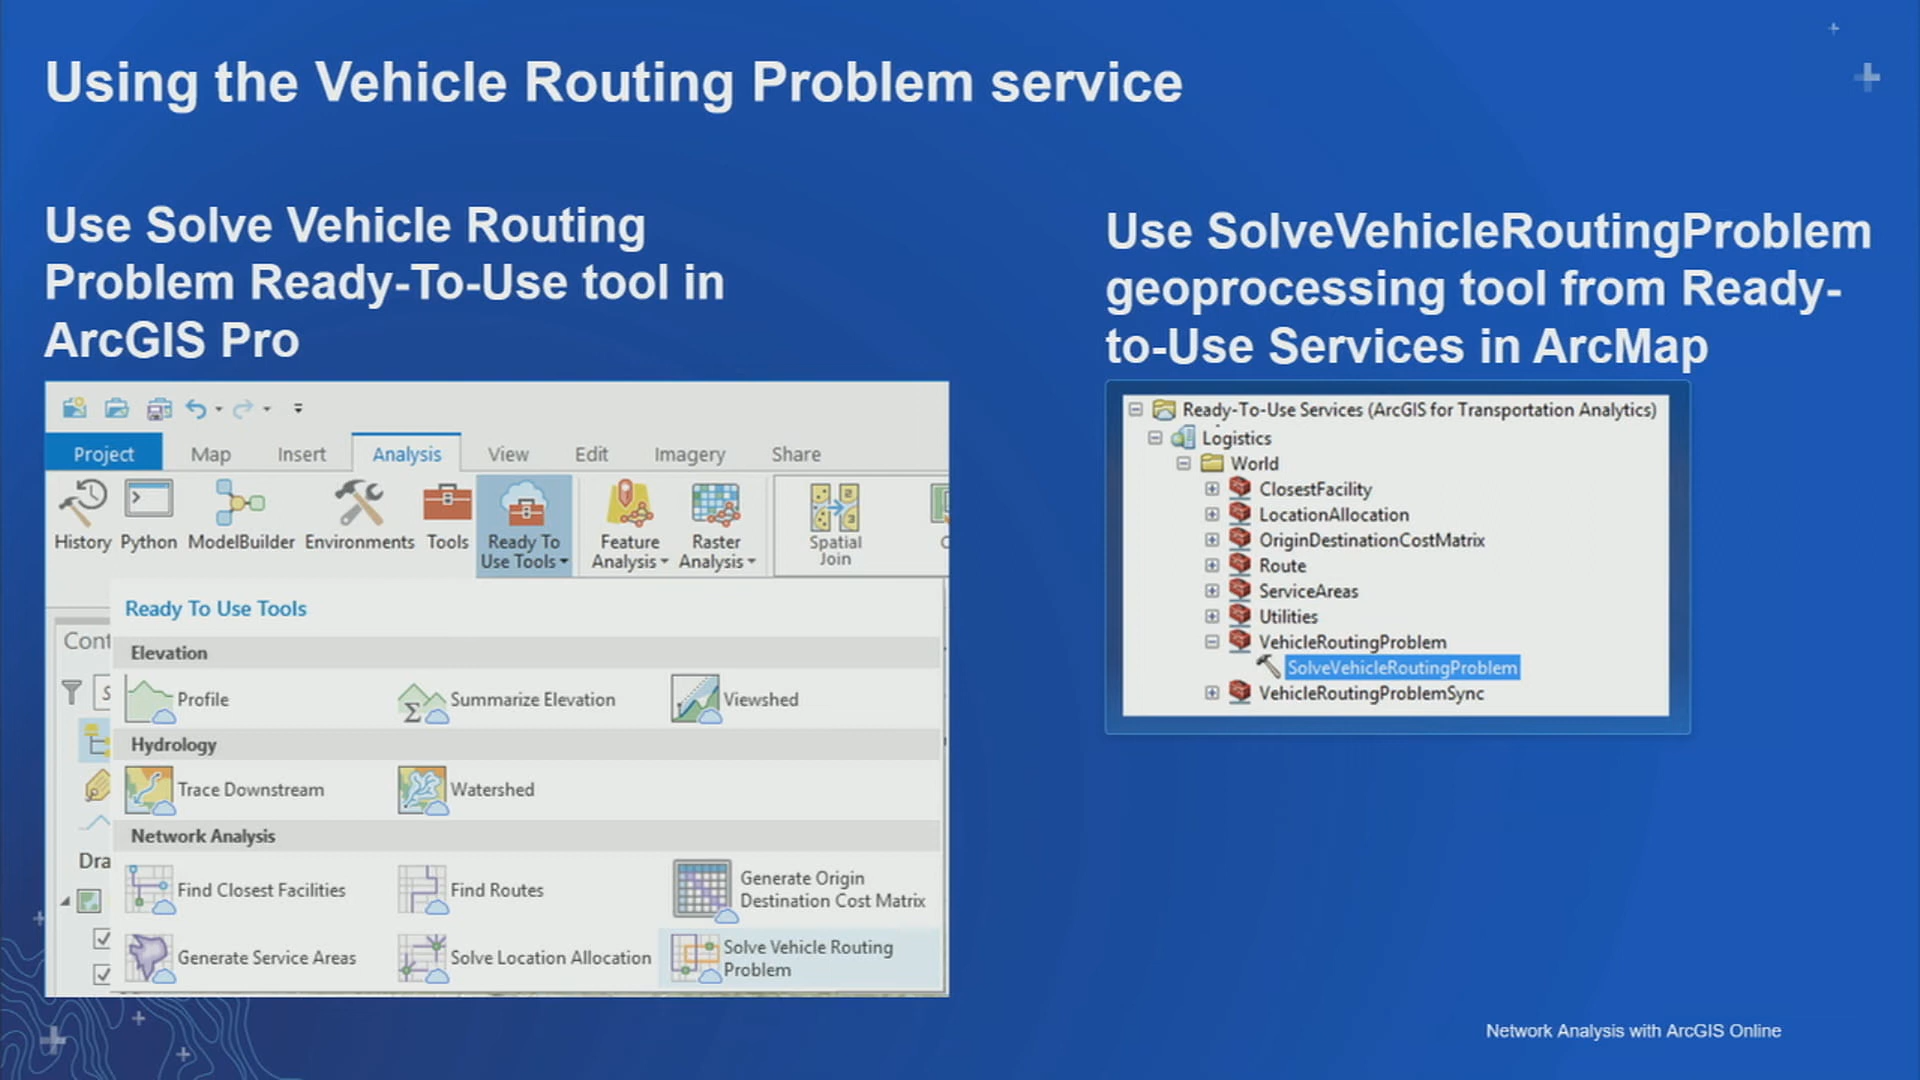 Using the Vehicle Routing Problem service
Use Solve Vehicle Routing
Problem Ready-To-Use tool in
ArcGIS Pro
Project Map Insert Analysis View Edit Imagery Share
History Python ModelBuilder Environments Tools Ready To Use Tools Feature Analysis Raster Analysis Spatial Join
Ready To Use Tools
Cont
Elevation
Profile Summarize Elevation Viewshed
Hydrology
Trace Downstream Watershed
Network Analysis
Dra
Find Closest Facilities Find Routes Generate Origin Destination Cost Matrix
Generate Service Areas Solve Location Allocation Solve Vehicle Routing Problem
Use SolveVehicleRoutingProblem
geoprocessing tool from Ready-
to-Use Services in ArcMap
Ready-To-Use Services (ArcGIS for Transportation Analytics)
Logistics
World
ClosestFacility
LocationAllocation
OriginDestinationCostMatrix
Route
ServiceAreas
Utilities
VehicleRoutingProblem
SolveVehicleRoutingProblem
VehicleRoutingProblemSync
Network Analysis with ArcGIS Online